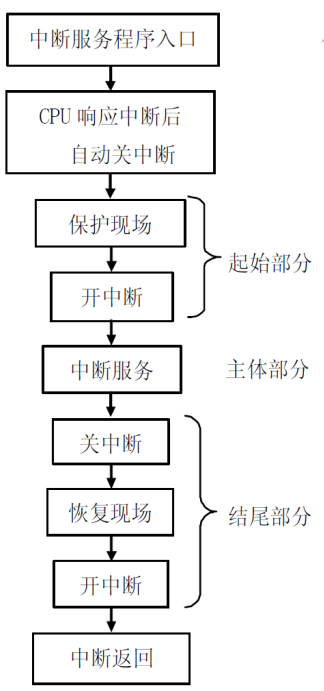 中断服务程序入口
CPU 响应中断后
自动关中断
保护现场
起始部分
开中断
中断服务
主体部分
关中断
恢复现场
结尾部分
开中断
中断返回